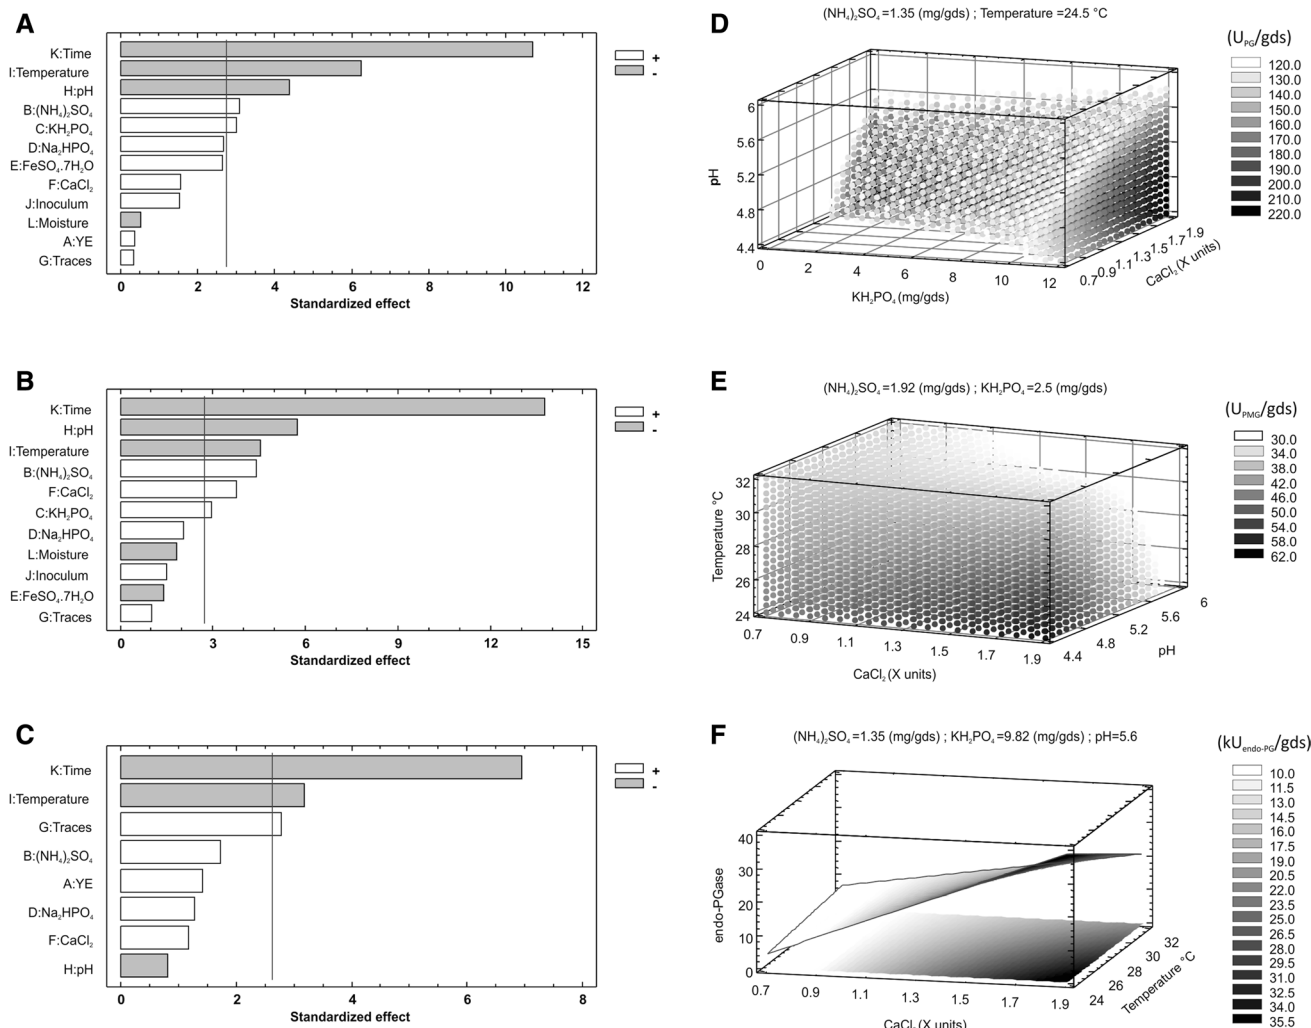 A
K:Time
I:Temperature
H:pH
B:(NH₄)₂SO₄
C:KH₂PO₄
D:Na₂HPO₄
E:FeSO₄.7H₂O
F:CaCl₂
J:Inoculum
L:Moisture
A:YE
G:Traces
0 2 4 6 8 10 12
Standardized effect
+
-
B
K:Time
H:pH
I:Temperature
B:(NH₄)₂SO₄
F:CaCl₂
C:KH₂PO₄
D:Na₂HPO₄
L:Moisture
J:Inoculum
E:FeSO₄.7H₂O
G:Traces
0 3 6 9 12 15
Standardized effect
+
-
C
K:Time
I:Temperature
G:Traces
B:(NH₄)₂SO₄
A:YE
D:Na₂HPO₄
F:CaCl₂
H:pH
0 2 4 6 8
Standardized effect
+
-
D
(NH₄)₂SO₄ =1.35 (mg/gds) ; Temperature =24.5 °C
pH
6
5.6
5.2
4.8
4.4
0 2 4 6 8 10 12
KH₂PO₄ (mg/gds)
0.7 0.9 1.1 1.3 1.5 1.7 1.9
CaCl₂ (X units)
(U_PG/gds)
120.0
130.0
140.0
150.0
160.0
170.0
180.0
190.0
200.0
210.0
220.0
E
(NH₄)₂SO₄ =1.92 (mg/gds) ; KH₂PO₄ =2.5 (mg/gds)
Temperature °C
32
30
28
26
24
0.7 0.9 1.1 1.3 1.5 1.7 1.9
CaCl₂ (X units)
4.4 4.8 5.2 5.6 6
pH
(U_PMG/gds)
30.0
34.0
38.0
42.0
46.0
50.0
54.0
58.0
62.0
F
(NH₄)₂SO₄ =1.35 (mg/gds) ; KH₂PO₄ =9.82 (mg/gds) ; pH=5.6
endo-PGase
40
30
20
10
0
0.7 0.9 1.1 1.3 1.5 1.7 1.9
CaCl₂ (X units)
24 26 28 30 32
Temperature °C
(kU_endo-PG/gds)
10.0
11.5
13.0
14.5
16.0
17.5
19.0
20.5
22.0
23.5
25.0
26.5
28.0
29.5
31.0
32.5
34.0
35.5